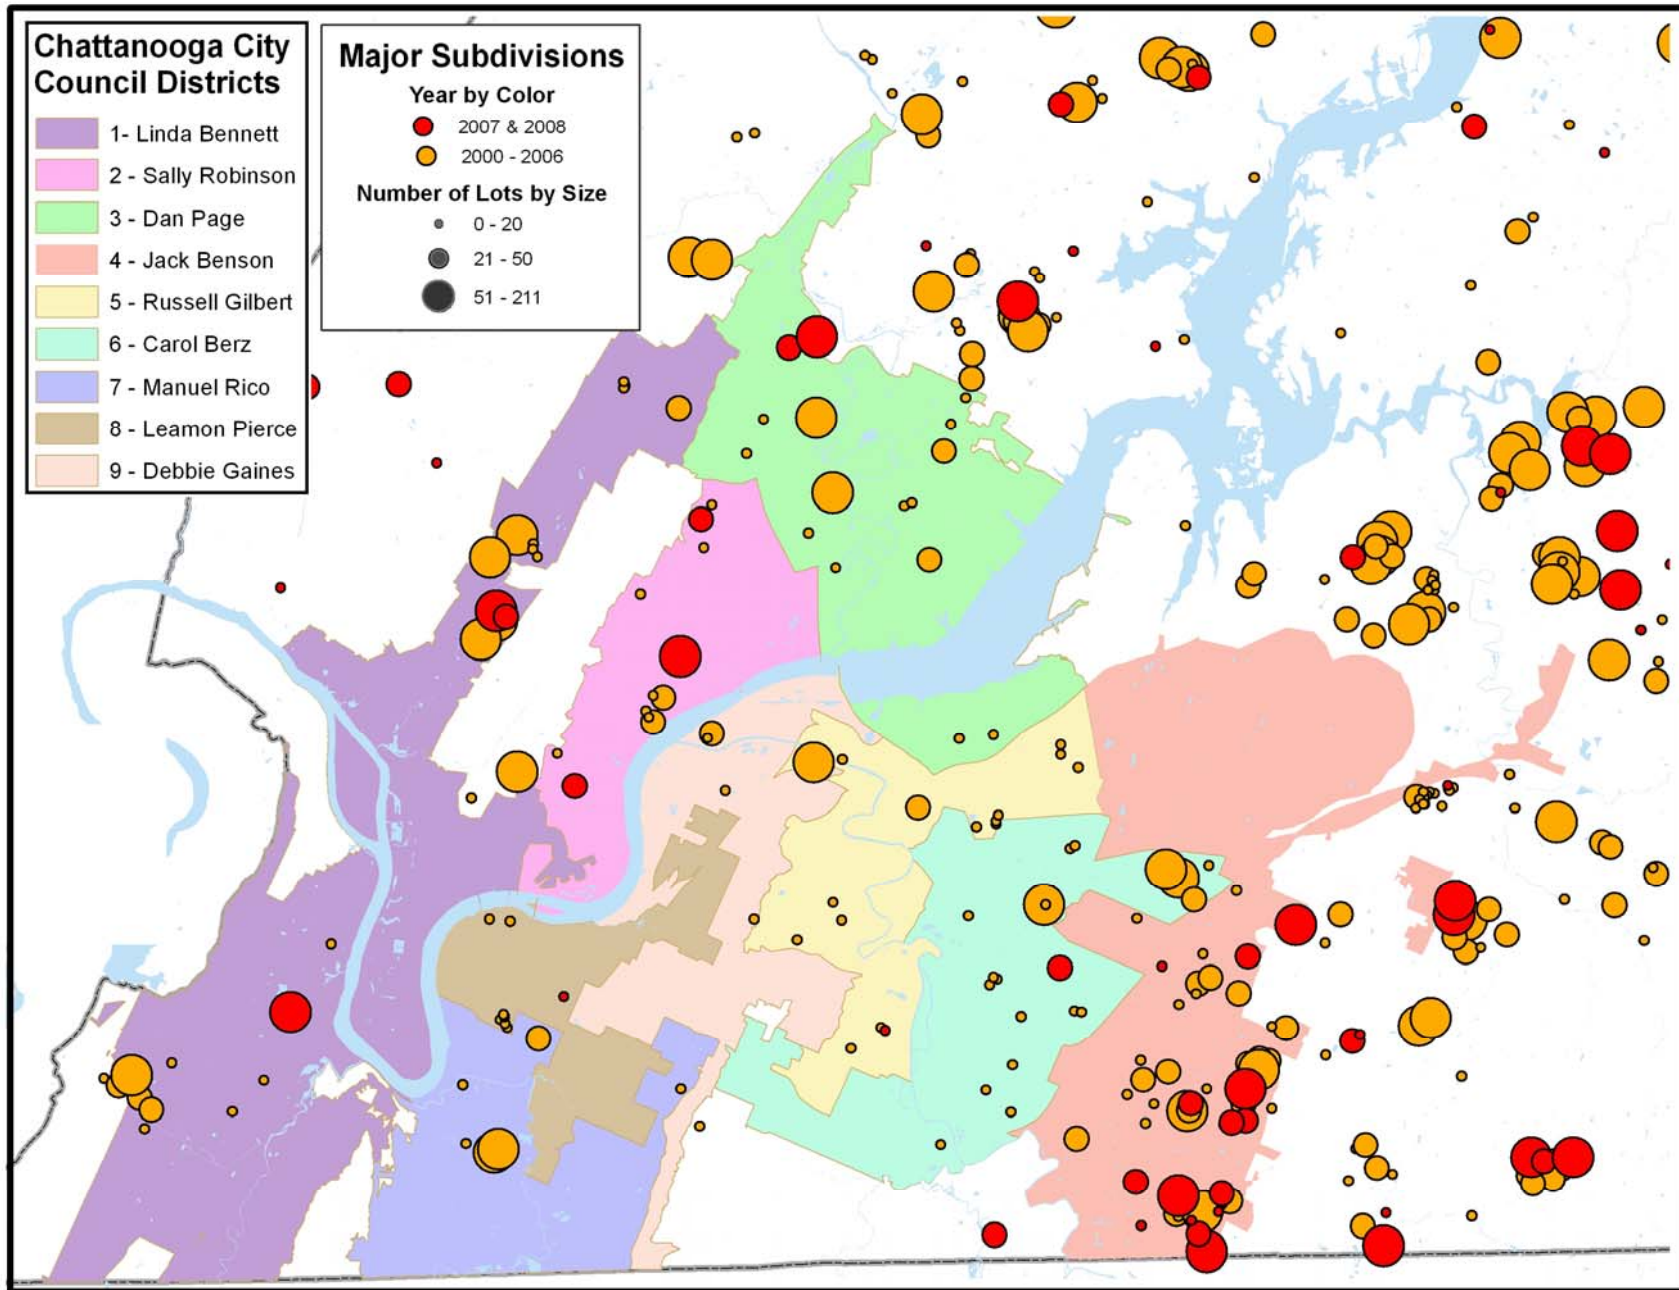 Chattanooga City
Council Districts
1- Linda Bennett
2 - Sally Robinson
3 - Dan Page
4 - Jack Benson
5 - Russell Gilbert
6 - Carol Berz
7 - Manuel Rico
8 - Leamon Pierce
9 - Debbie Gaines
Major Subdivisions
Year by Color
2007 & 2008
2000 - 2006
Number of Lots by Size
0 - 20
21 - 50
51 - 211